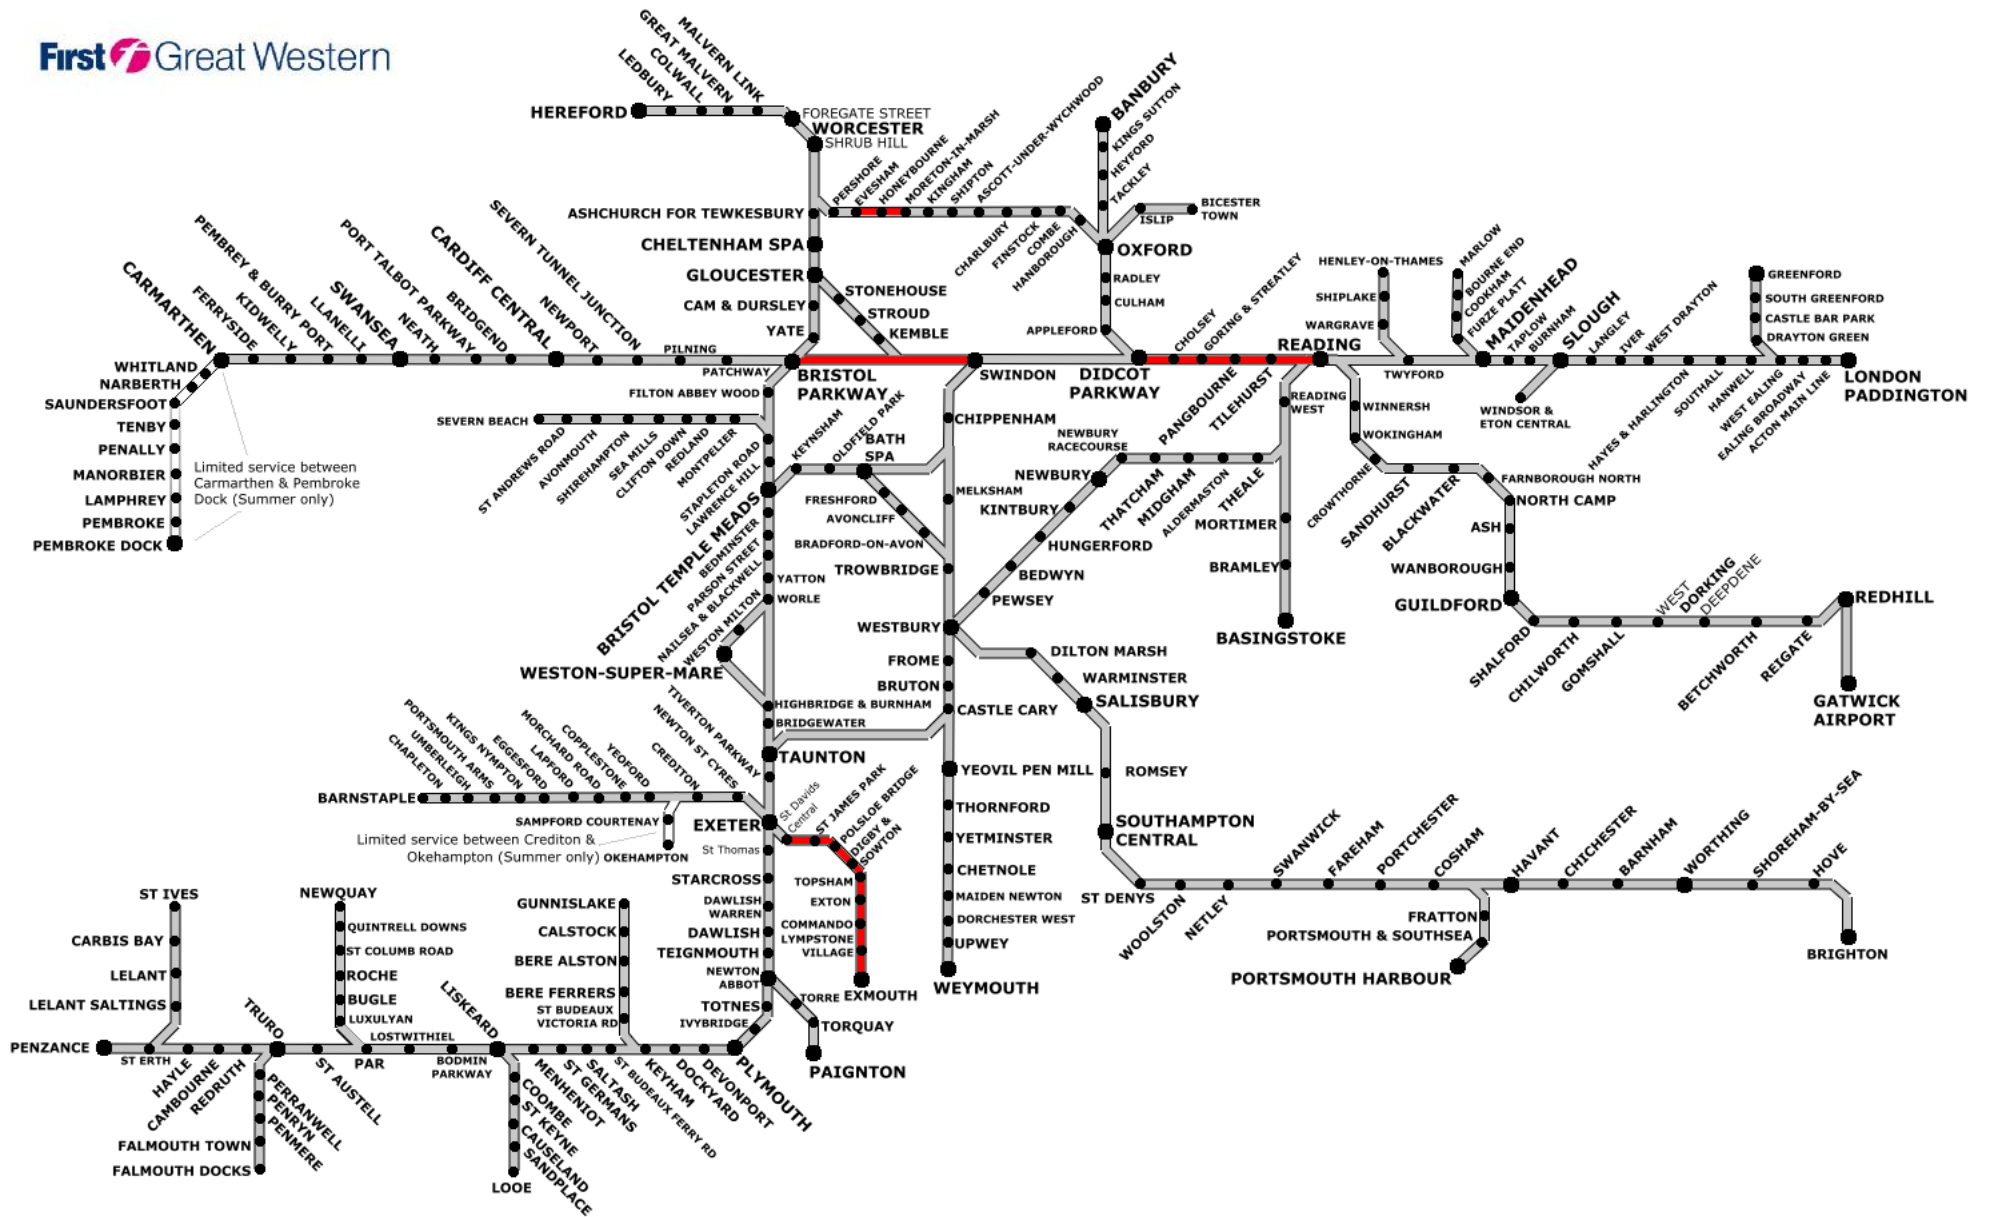 First Great Western
HEREFORD
LEDBURY
COLWALL
GREAT MALVERN
MALVERN LINK
FOREGATE STREET
WORCESTER
SHRUB HILL
PERSHORE
EVESHAM
HONEYBOURNE
MORETON-IN-MARSH
KINGHAM
SHIPTON
ASCOTT-UNDER-WYCHWOOD
CHARLBURY
FINSTOCK
COMBE
HANBOROUGH
BANBURY
KINGS SUTTON
HEYFORD
TACKLEY
BICESTER
TOWN
ISLIP
OXFORD
RADLEY
CULHAM
APPLEFORD
ASHCHURCH FOR TEWKESBURY
CHELTENHAM SPA
GLOUCESTER
CAM & DURSLEY
YATE
STONEHOUSE
STROUD
KEMBLE
CARMARTHEN
FERRYSIDE
KIDWELLY
PEMBREY & BURRY PORT
LLANELLI
SWANSEA
NEATH
PORT TALBOT PARKWAY
BRIDGEND
CARDIFF CENTRAL
NEWPORT
SEVERN TUNNEL JUNCTION
PILNING
PATCHWAY
BRISTOL
PARKWAY
SWINDON
DIDCOT
PARKWAY
CHOLSEY
GORING & STREATLEY
PANGBOURNE
TILEHURST
READING
HENLEY-ON-THAMES
SHIPLAKE
WARGRAVE
TWYFORD
MARLOW
BOURNE END
COOKHAM
FURZE PLATT
MAIDENHEAD
TAPLOW
BURNHAM
SLOUGH
WINDSOR &
ETON CENTRAL
LANGLEY
IVER
WEST DRAYTON
HAYES & HARLINGTON
SOUTHALL
HANWELL
WEST EALING
EALING BROADWAY
ACTON MAIN LINE
GREENFORD
SOUTH GREENFORD
CASTLE BAR PARK
DRAYTON GREEN
LONDON
PADDINGTON
WHITLAND
NARBERTH
SAUNDERSFOOT
TENBY
PENALLY
MANORBIER
LAMPHREY
PEMBROKE
PEMBROKE DOCK
Limited service between
Carmarthen & Pembroke
Dock (Summer only)
FILTON ABBEY WOOD
SEVERN BEACH
ST ANDREWS ROAD
AVONMOUTH
SHIREHAMPTON
SEA MILLS
CLIFTON DOWN
REDLAND
MONTPELIER
STAPLETON ROAD
LAWRENCE HILL
BRISTOL TEMPLE MEADS
KEYNSHAM
OLDFIELD PARK
BATH
SPA
CHIPPENHAM
MELKSHAM
FRESHFORD
AVONCLIFF
BRADFORD-ON-AVON
TROWBRIDGE
BEDMINSTER
PARSON STREET
NAILSEA & BLACKWELL
YATTON
WORLE
WESTON MILTON
WESTON-SUPER-MARE
HIGHBRIDGE & BURNHAM
BRIDGEWATER
TAUNTON
WESTBURY
FROME
BRUTON
CASTLE CARY
YEOVIL PEN MILL
THORNFORD
YETMINSTER
CHETNOLE
MAIDEN NEWTON
DORCHESTER WEST
UPWEY
WEYMOUTH
PEWSEY
BEDWYN
HUNGERFORD
KINTBURY
NEWBURY
NEWBURY
RACECOURSE
THATCHAM
MIDGHAM
ALDERMASTON
THEALE
READING
WEST
MORTIMER
BRAMLEY
BASINGSTOKE
WINNERSH
WOKINGHAM
CROWTHORNE
SANDHURST
BLACKWATER
FARNBOROUGH NORTH
NORTH CAMP
ASH
WANBOROUGH
GUILDFORD
SHALFORD
CHILWORTH
GOMSHALL
WEST
DORKING
DEEPDENE
BETCHWORTH
REIGATE
REDHILL
GATWICK
AIRPORT
DILTON MARSH
WARMINSTER
SALISBURY
ROMSEY
SOUTHAMPTON
CENTRAL
ST DENYS
WOOLSTON
NETLEY
SWANWICK
FAREHAM
PORTCHESTER
COSHAM
HAVANT
CHICHESTER
BARNHAM
WORTHING
SHOREHAM-BY-SEA
HOVE
BRIGHTON
FRATTON
PORTSMOUTH & SOUTHSEA
PORTSMOUTH HARBOUR
TIVERTON PARKWAY
BARNSTAPLE
CHAPLETON
UMBERLEIGH
PORTSMOUTH ARMS
KINGS NYMPTON
EGGESFORD
LAPFORD
MORCHARD ROAD
COPPLESTONE
YEOFORD
CREDITON
NEWTON ST CYRES
SAMPFORD COURTENAY
OKEHAMPTON
Limited service between Crediton &
Okehampton (Summer only)
EXETER
St Davids
Central
St Thomas
ST JAMES PARK
POLSLOE BRIDGE
DIGBY &
SOWTON
TOPSHAM
EXTON
COMMANDO
LYMPSTONE
VILLAGE
EXMOUTH
STARCROSS
DAWLISH
WARREN
DAWLISH
TEIGNMOUTH
NEWTON
ABBOT
TORRE
TORQUAY
PAIGNTON
TOTNES
IVYBRIDGE
PLYMOUTH
DEVONPORT
DOCKYARD
KEYHAM
ST BUDEAUX FERRY RD
SALTASH
ST GERMANS
MENHENIOT
GUNNISLAKE
CALSTOCK
BERE ALSTON
BERE FERRERS
ST BUDEAUX
VICTORIA RD
LISKEARD
COOMBE
ST KEYNE
CAUSELAND
SANDPLACE
LOOE
BODMIN
PARKWAY
LOSTWITHIEL
PAR
NEWQUAY
QUINTRELL DOWNS
ST COLUMB ROAD
ROCHE
BUGLE
LUXULYAN
ST AUSTELL
TRURO
PERRANWELL
PENRYN
PENMERE
FALMOUTH TOWN
FALMOUTH DOCKS
REDRUTH
CAMBOURNE
HAYLE
ST ERTH
ST IVES
CARBIS BAY
LELANT
LELANT SALTINGS
PENZANCE